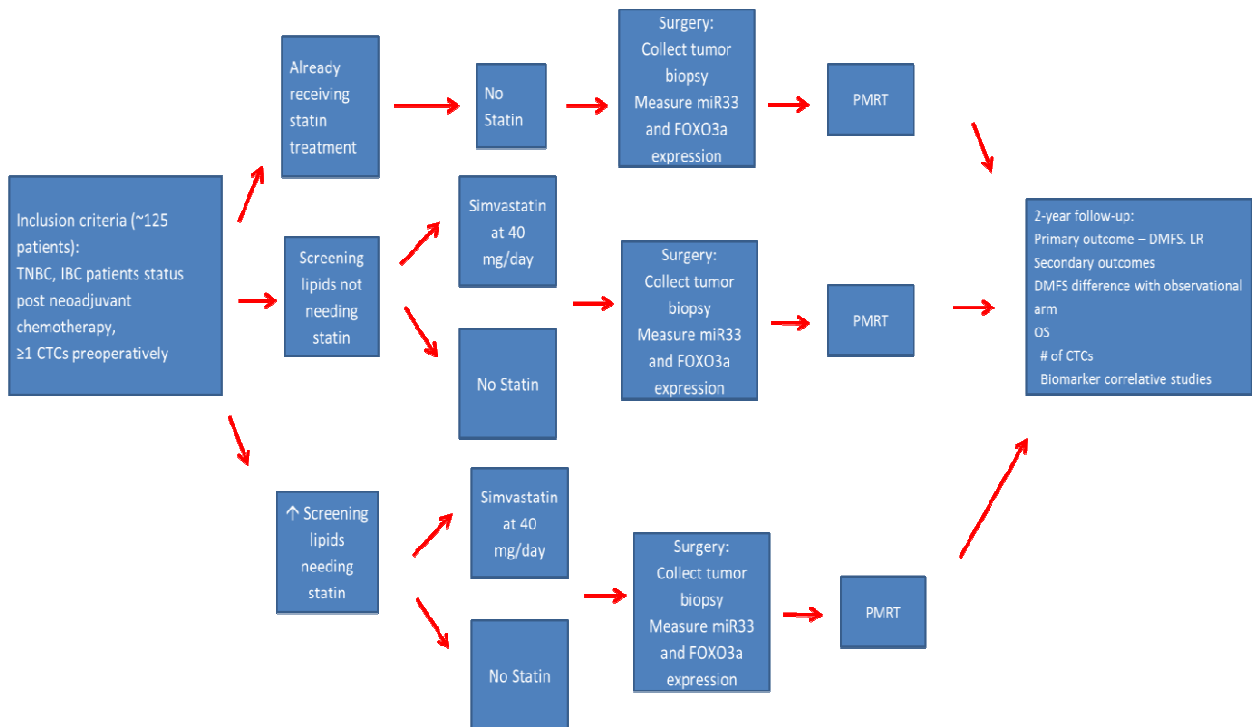 Inclusion criteria (~125
patients):
TNBC, IBC patients status
post neoadjuvant
chemotherapy,
≥1 CTCs preoperatively
Already
receiving
statin
treatment
No
Statin
Surgery:
Collect tumor
biopsy
Measure miR33
and FOXO3a
expression
PMRT
Screening
lipids not
needing
statin
Simvastatin
at 40
mg/day
No Statin
Surgery:
Collect tumor
biopsy
Measure miR33
and FOXO3a
expression
PMRT
↑ Screening
lipids
needing
statin
Simvastatin
at 40
mg/day
No Statin
Surgery:
Collect tumor
biopsy
Measure miR33
and FOXO3a
expression
PMRT
2-year follow-up:
Primary outcome – DMFS. LR
Secondary outcomes
DMFS difference with observational
arm
OS
# of CTCs
Biomarker correlative studies